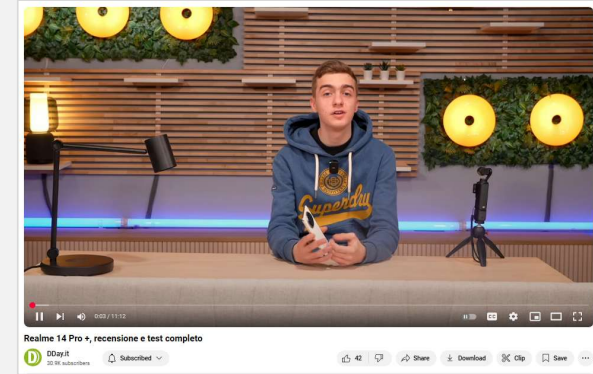 Superdry
0:03 / 11:12
CC
Realme 14 Pro +, recensione e test completo
DDay.it
Subscribed
42
Share
Download
Clip
Save